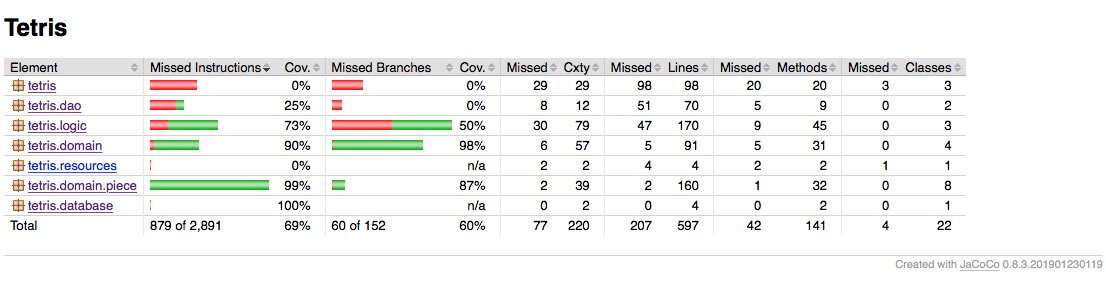 Tetris
Element Missed Instructions Cov. Missed Branches Cov. Missed Cxty Missed Lines Missed Methods Missed Classes
tetris 0% 0% 29 29 98 98 20 20 3 3
tetris.dao 25% 0% 8 12 51 70 5 9 0 2
tetris.logic 73% 50% 30 79 47 170 9 45 0 3
tetris.domain 90% 98% 6 57 5 91 5 31 0 4
tetris.resources 0% n/a 2 2 4 4 2 2 1 1
tetris.domain.piece 99% 87% 2 39 2 160 1 32 0 8
tetris.database 100% n/a 0 2 0 4 0 2 0 1
Total 879 of 2,891 69% 60 of 152 60% 77 220 207 597 42 141 4 22
Created with JaCoCo 0.8.3.201901230119